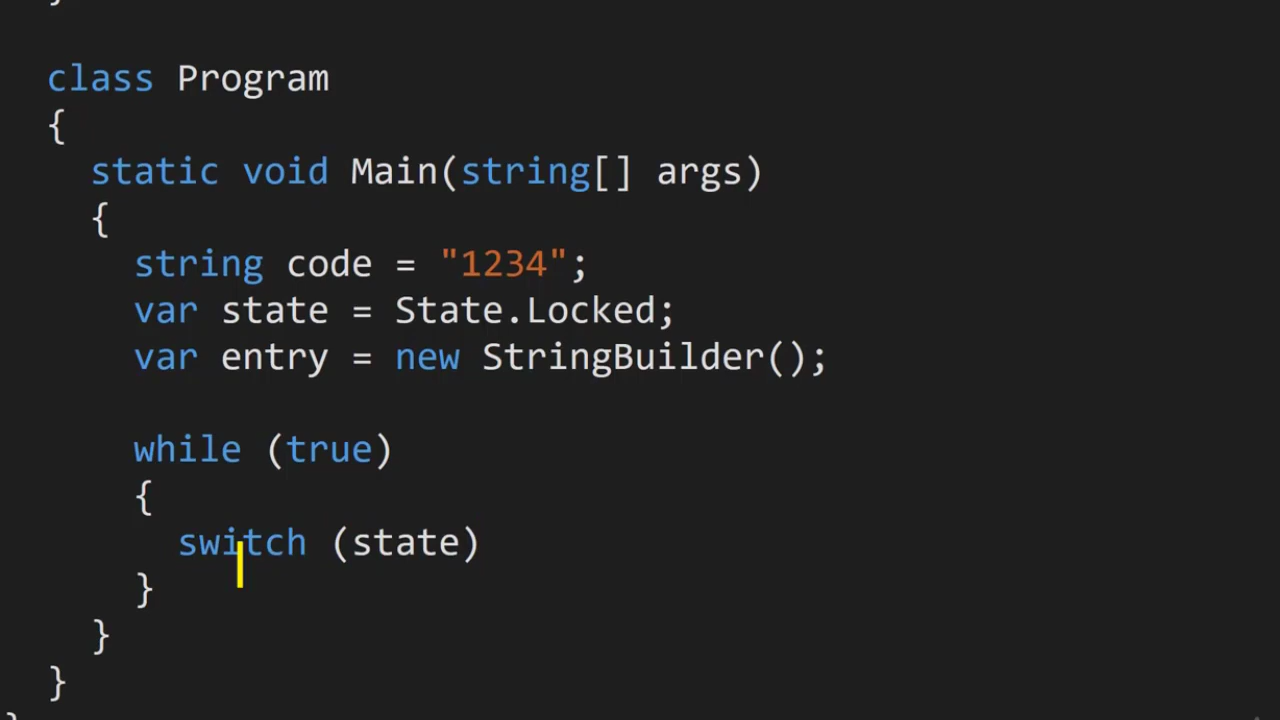 }
class Program
{
static void Main(string[] args)
{
string code = "1234";
var state = State.Locked;
var entry = new StringBuilder();
while (true)
{
switch (state)
}
}
}
}